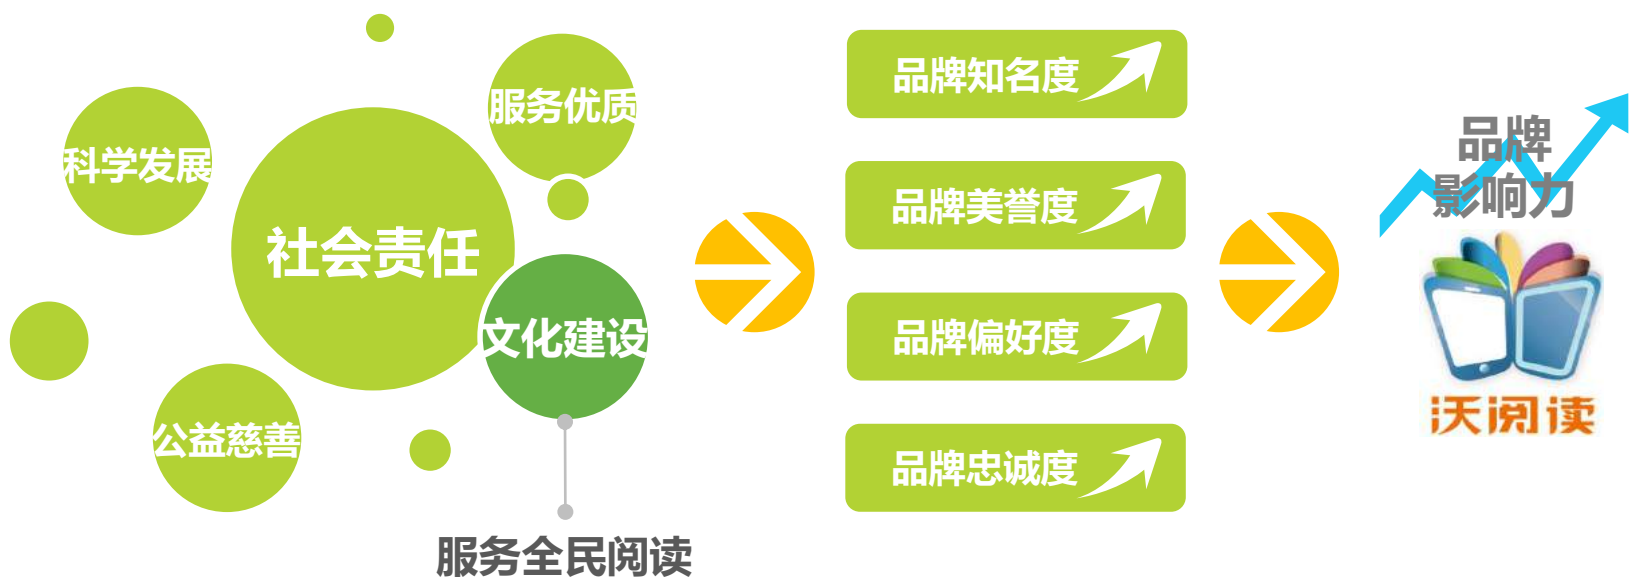 科学发展
服务优质
社会责任
文化建设
公益慈善
服务全民阅读
品牌知名度
品牌美誉度
品牌偏好度
品牌忠诚度
品牌
影响力
沃阅读